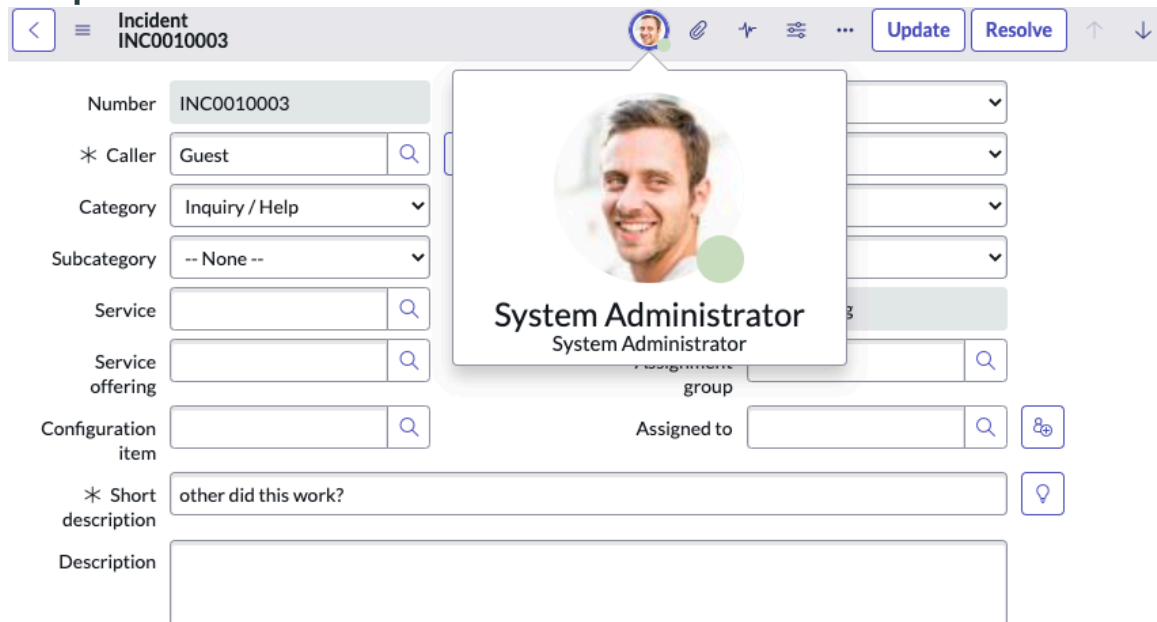 Incident
INC0010003
Update
Resolve
Number INC0010003
* Caller Guest
Category Inquiry / Help
Subcategory -- None --
System Administrator
System Administrator
Service
Service
offering
Assignment
group
Configuration
item
Assigned to
* Short
description
other did this work?
Description